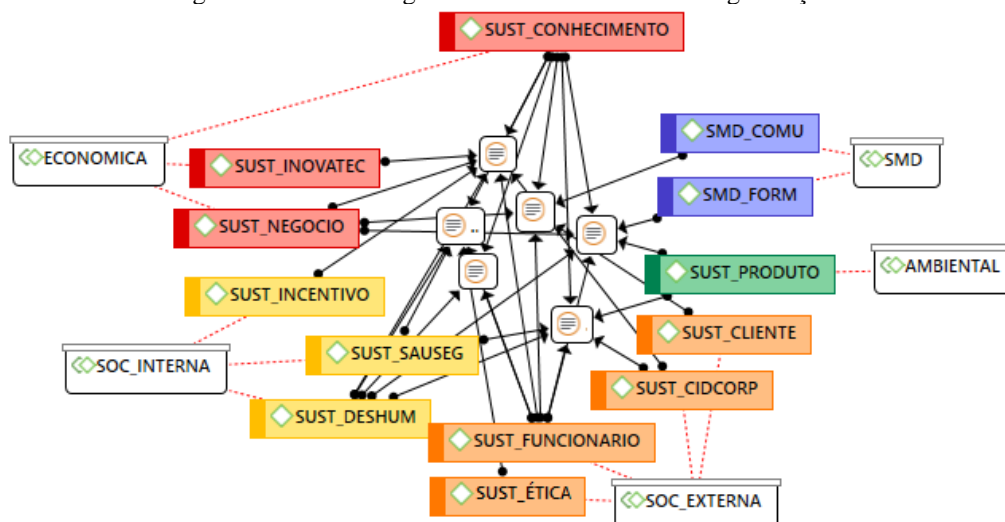 SUST_CONHECIMENTO
ECONOMICA
SUST_INOVATEC
SMD_COMU
SMD
SMD_FORM
SUST_NEGOCIO
..
SUST_PRODUTO
AMBIENTAL
SUST_INCENTIVO
SUST_CLIENTE
SOC_INTERNA
SUST_SAUSEG
SUST_CIDCORP
SUST_DESHUM
SUST_FUNCIONARIO
SUST_ÉTICA
SOC_EXTERNA